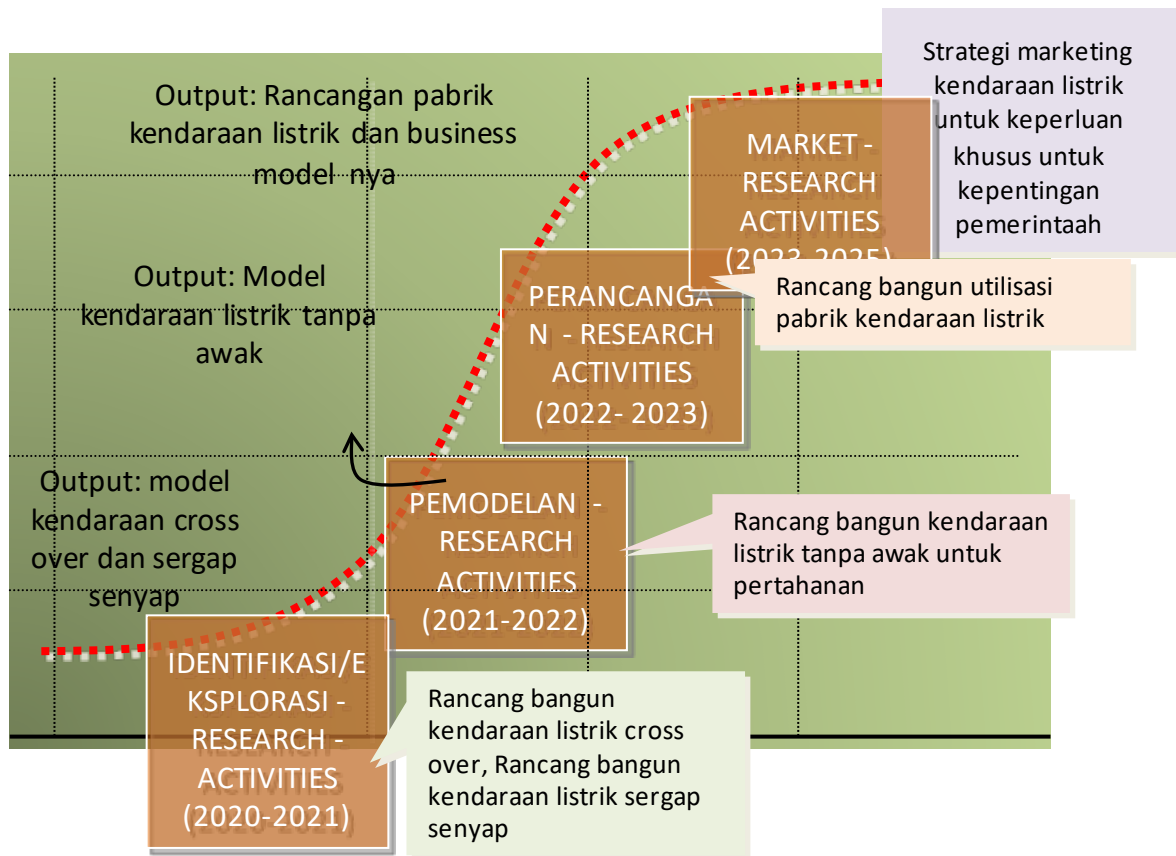 Strategi marketing
kendaraan listrik
untuk keperluan
khusus untuk
kepentingan
pemerintaah
Output: Rancangan pabrik
kendaraan listrik dan business
model nya
MARKET -
RESEARCH
ACTIVITIES
(2023-2025)
Rancang bangun utilisasi
pabrik kendaraan listrik
Output: Model
kendaraan listrik tanpa
awak
PERANCANGA
N - RESEARCH
ACTIVITIES
(2022- 2023)
Output: model
kendaraan cross
over dan sergap
senyap
PEMODELAN -
RESEARCH
ACTIVITIES
(2021-2022)
Rancang bangun kendaraan
listrik tanpa awak untuk
pertahanan
IDENTIFIKASI/E
KSPLORASI -
RESEARCH -
ACTIVITIES
(2020-2021)
Rancang bangun
kendaraan listrik cross
over, Rancang bangun
kendaraan listrik sergap
senyap